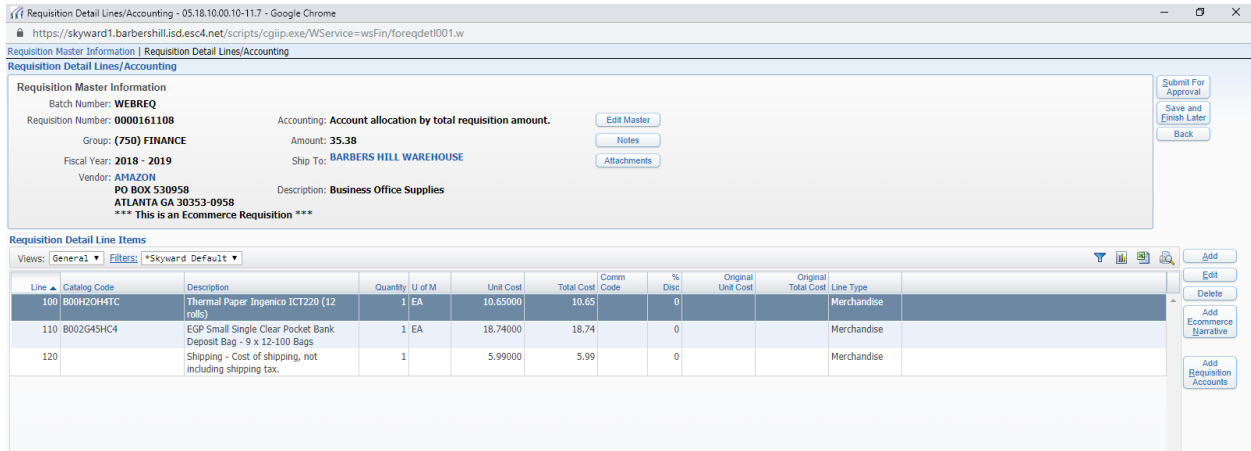 Requisition Detail Lines/Accounting - 05.18.10.00.10-11.7 - Google Chrome
https://skyward1.barbershill.isd.esc4.net/scripts/cgiip.exe/WService=wsFin/foreqdetl001.w
Requisition Master Information | Requisition Detail Lines/Accounting
Requisition Detail Lines/Accounting
Requisition Master Information
Batch Number: WEBREQ
Requisition Number: 0000161108 Accounting: Account allocation by total requisition amount. Edit Master
Group: (750) FINANCE Amount: 35.38 Notes
Fiscal Year: 2018 - 2019 Ship To: BARBERS HILL WAREHOUSE Attachments
Vendor: AMAZON
PO BOX 530958 Description: Business Office Supplies
ATLANTA GA 30353-0958
*** This is an Ecommerce Requisition ***
Submit For
Approval
Save and
Finish Later
Back
Requisition Detail Line Items
Views: General Filters: *Skyward Default
Line Catalog Code Description Quantity U of M Unit Cost Total Cost Comm Code % Disc Original Unit Cost Original Total Cost Line Type
100 B00H2OH4TC Thermal Paper Ingenico ICT220 (12 1 EA 10.65000 10.65 0 Merchandise
rolls)
110 B002G45HC4 EGP Small Single Clear Pocket Bank 1 EA 18.74000 18.74 0 Merchandise
Deposit Bag - 9 x 12-100 Bags
120 Shipping - Cost of shipping, not 1 5.99000 5.99 0 Merchandise
including shipping tax.
Add
Edit
Delete
Add
Ecommerce
Narrative
Add
Requisition
Accounts